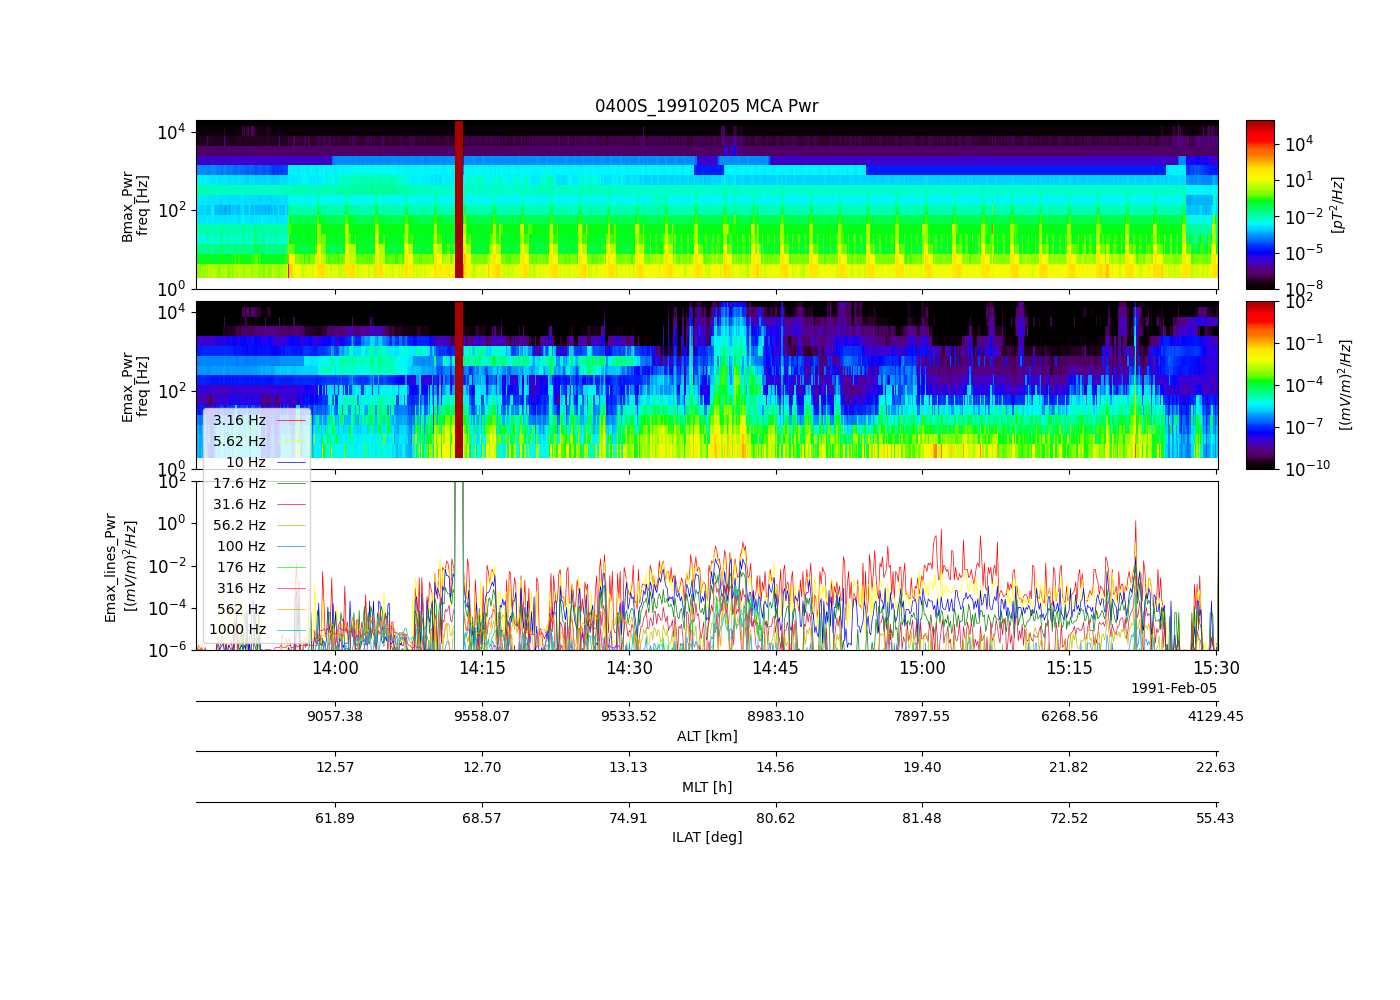 0400S_19910205 MCA Pwr
Bmax_Pwr
freq [Hz]
10^4
10^2
10^0
10^4
10^1
10^-2
10^-5
10^-8
[pT^2/Hz]
Emax_Pwr
freq [Hz]
10^4
10^2
10^0
10^2
10^-1
10^-4
10^-7
10^-10
[(mV/m)^2/Hz]
3.16 Hz
5.62 Hz
10 Hz
17.6 Hz
31.6 Hz
56.2 Hz
100 Hz
176 Hz
316 Hz
562 Hz
1000 Hz
Emax_lines_Pwr
[(mV/m)^2/Hz]
10^2
10^0
10^-2
10^-4
10^-6
14:00 14:15 14:30 14:45 15:00 15:15 15:30
1991-Feb-05
9057.38 9558.07 9533.52 8983.10 7897.55 6268.56 4129.45
ALT [km]
12.57 12.70 13.13 14.56 19.40 21.82 22.63
MLT [h]
61.89 68.57 74.91 80.62 81.48 72.52 55.43
ILAT [deg]